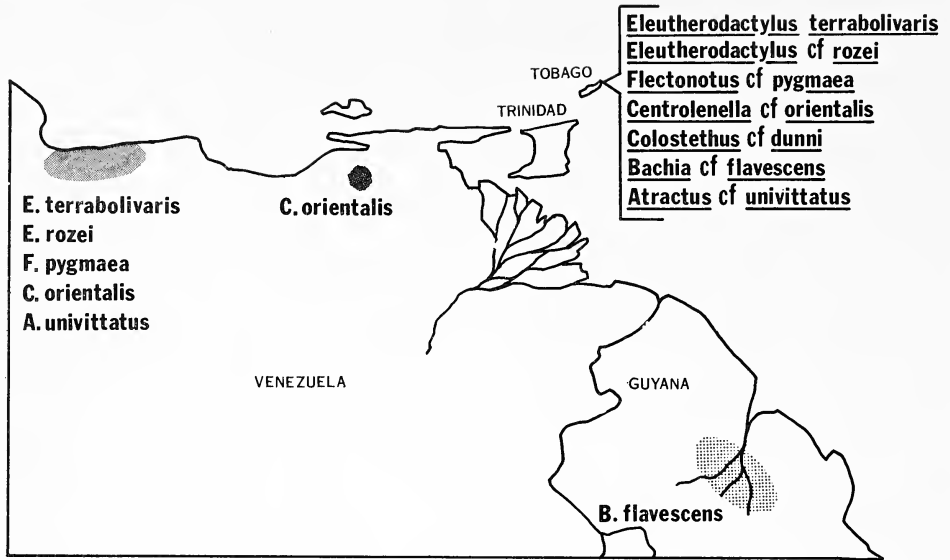 Eleutherodactylus terrabolivaris
Eleutherodactylus cf rozei
Flectonotus cf pygmaea
Centrolenella cf orientalis
Colostethus cf dunni
Bachia cf flavescens
Atractus cf univittatus
TOBAGO
TRINIDAD
E. terrabolivaris
E. rozei
F. pygmaea
C. orientalis
A. univittatus
C. orientalis
VENEZUELA
GUYANA
B. flavescens